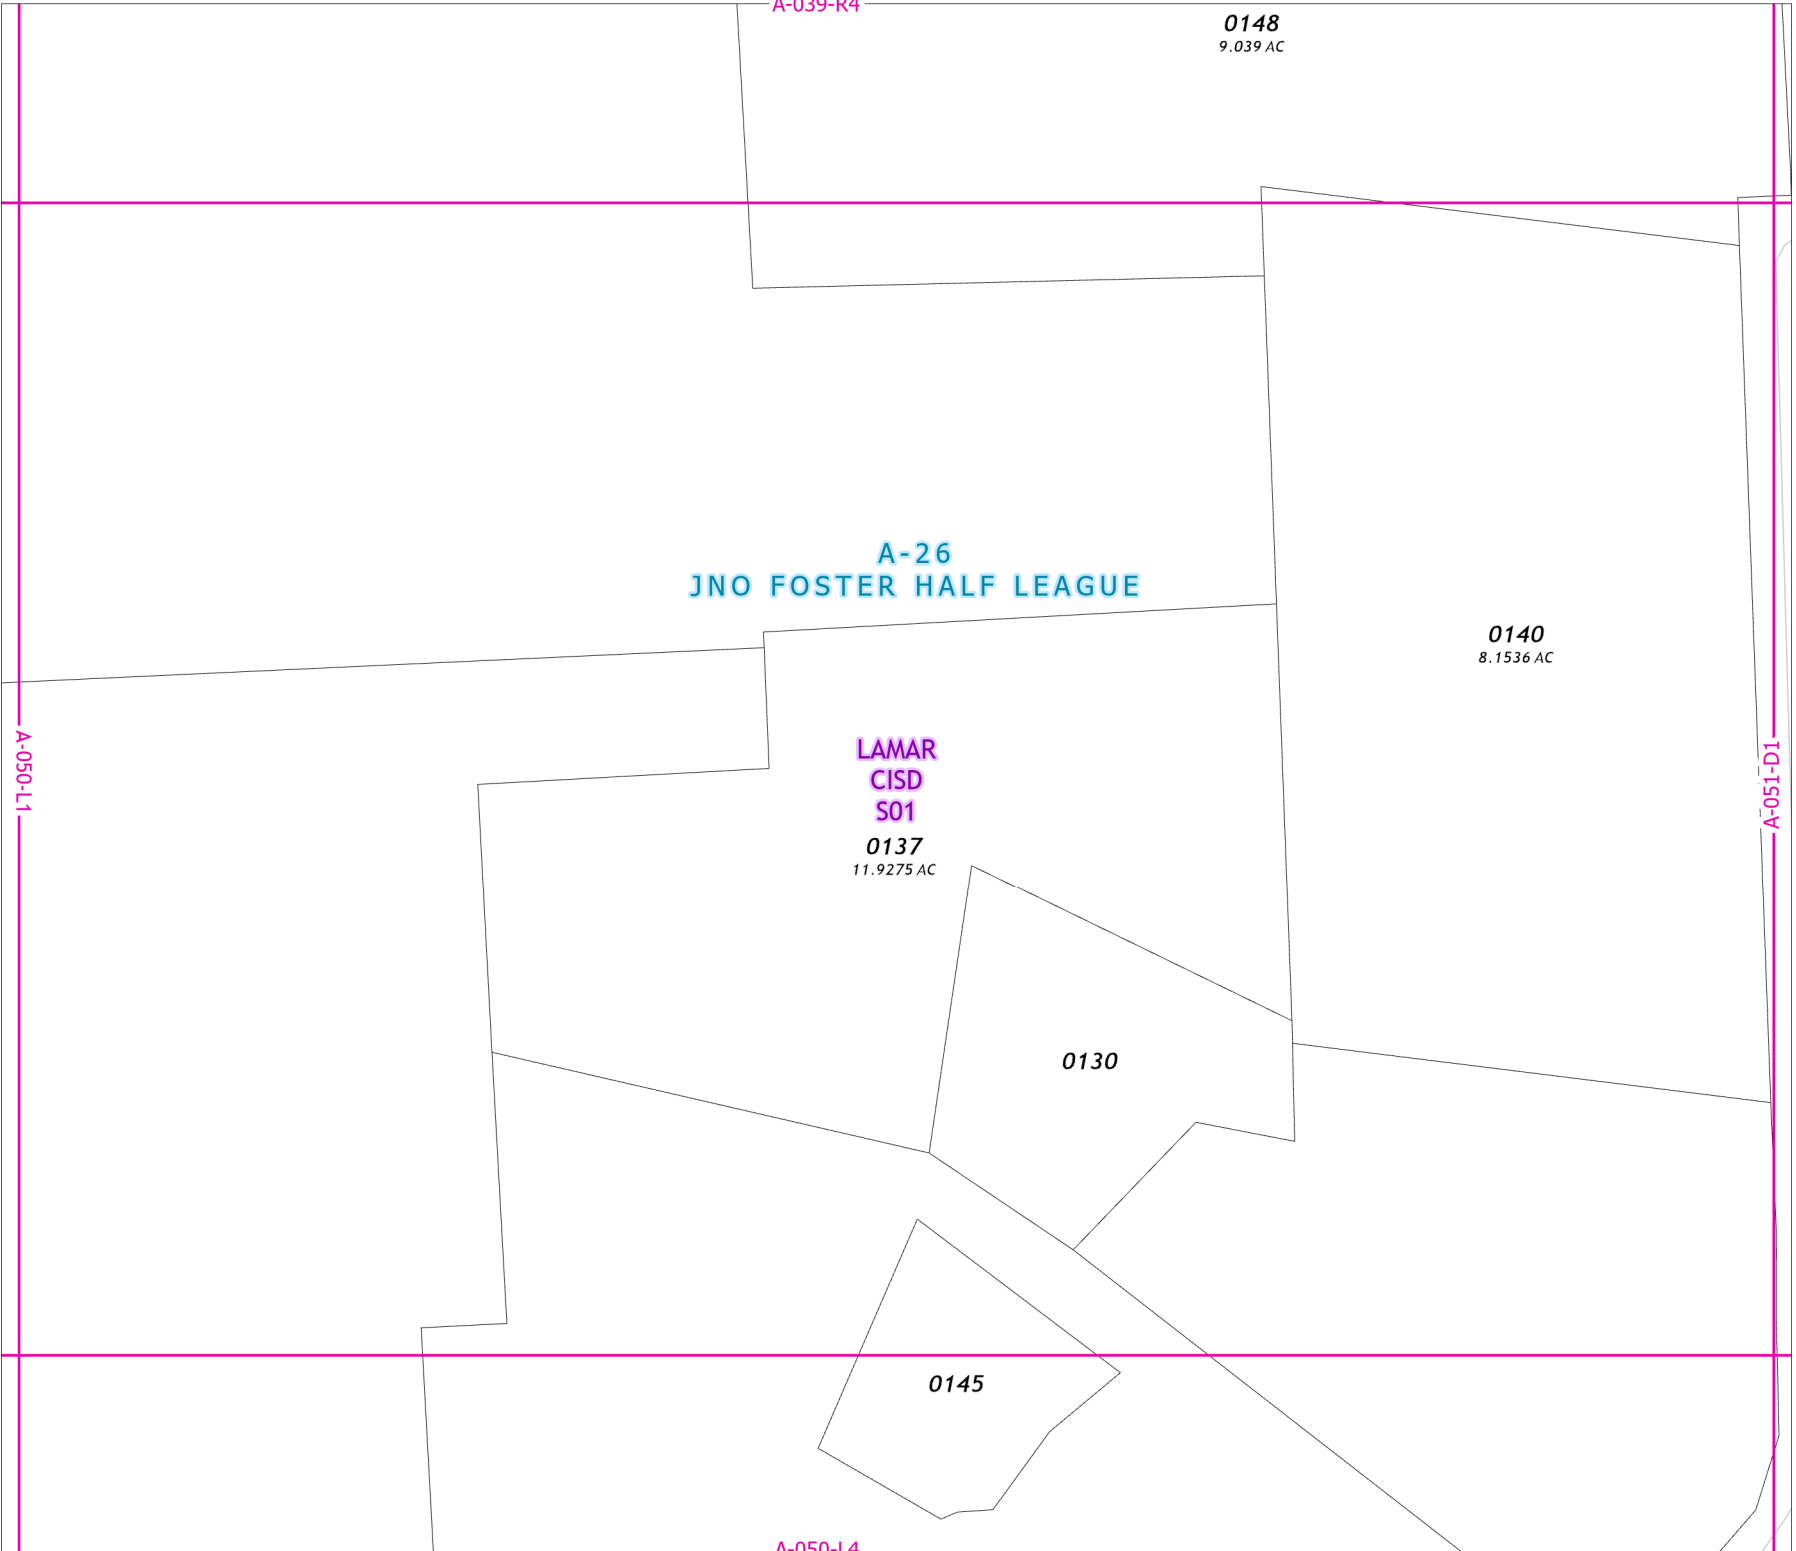 A-039-R4
0148
9.039 AC
A-26
JNO FOSTER HALF LEAGUE
0140
8.1536 AC
LAMAR
CISD
S01
A-050-L1
A-051-D1
0137
11.9275 AC
0130
0145
A-050-L4